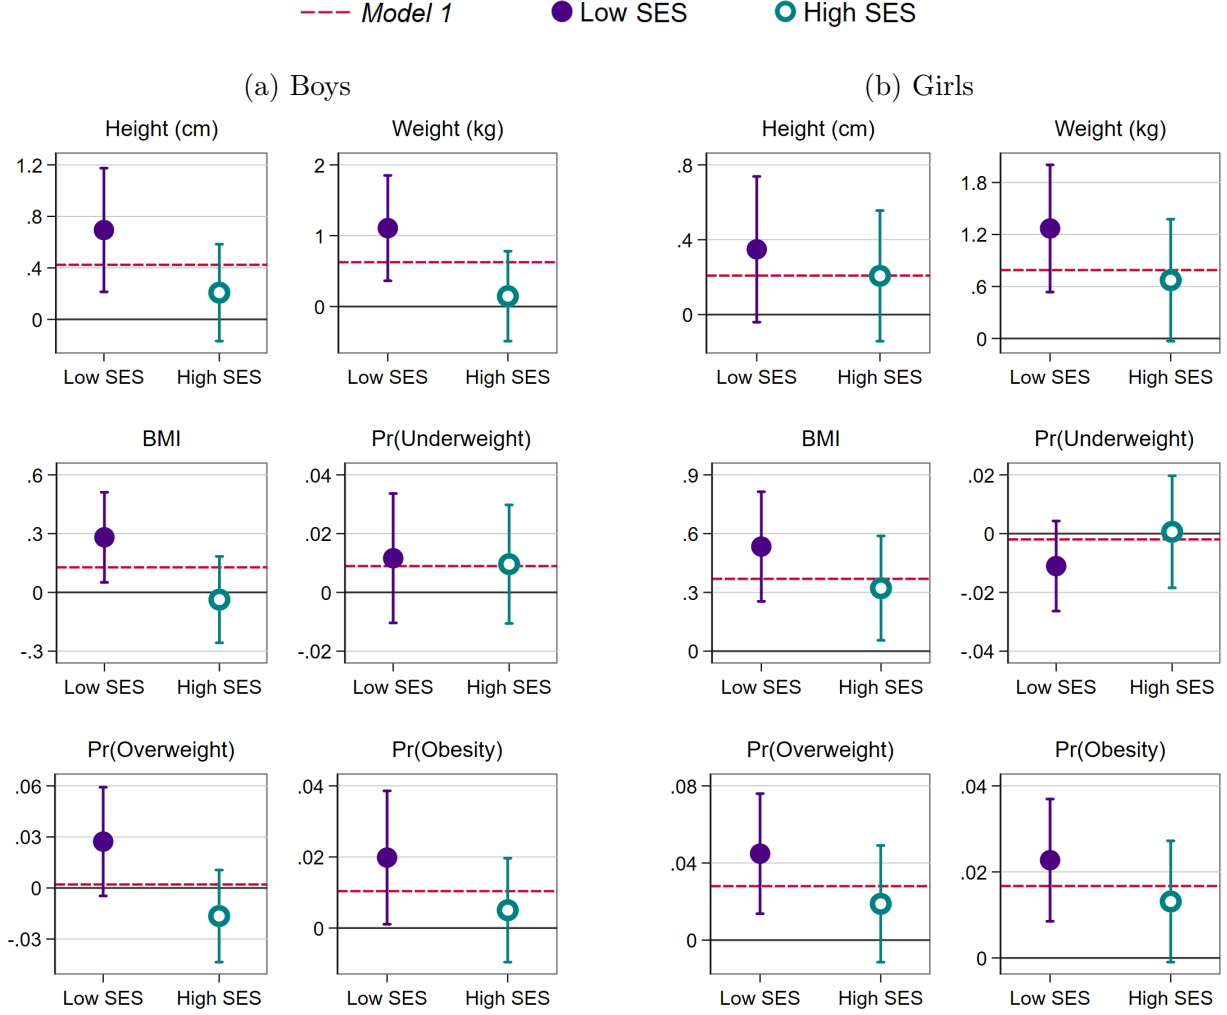 Model 1 Low SES High SES
(a) Boys (b) Girls
Height (cm) Weight (kg) Height (cm) Weight (kg)
1.2 2 .8 1.8
.8 1 .4 1.2
.4 0 0 .6
0 0
Low SES High SES Low SES High SES Low SES High SES Low SES High SES
BMI Pr(Underweight) BMI Pr(Underweight)
.6 .04 .9 .02
.3 .02 .6 0
0 0 .3 -.02
-.3 -.02 0 -.04
Low SES High SES Low SES High SES Low SES High SES Low SES High SES
Pr(Overweight) Pr(Obesity) Pr(Overweight) Pr(Obesity)
.06 .04 .08 .04
.03 .02 .04 .02
0 0 0 0
-.03
Low SES High SES Low SES High SES Low SES High SES Low SES High SES